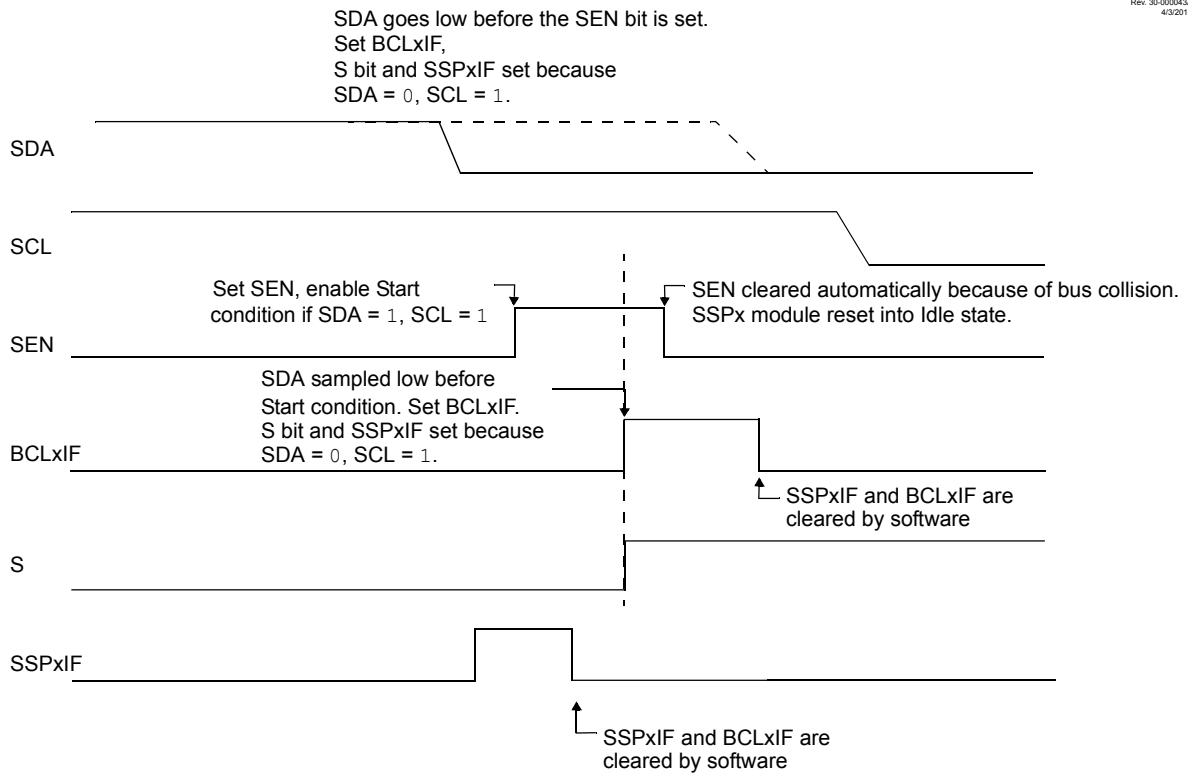 Rev. 30-000043
4/3/201
SDA goes low before the SEN bit is set.
Set BCLxIF,
S bit and SSPxIF set because
SDA = 0, SCL = 1.
SDA
SCL
Set SEN, enable Start
condition if SDA = 1, SCL = 1
SEN cleared automatically because of bus collision.
SSPx module reset into Idle state.
SEN
SDA sampled low before
Start condition. Set BCLxIF.
S bit and SSPxIF set because
SDA = 0, SCL = 1.
BCLxIF
SSPxIF and BCLxIF are
cleared by software
S
SSPxIF
SSPxIF and BCLxIF are
cleared by software